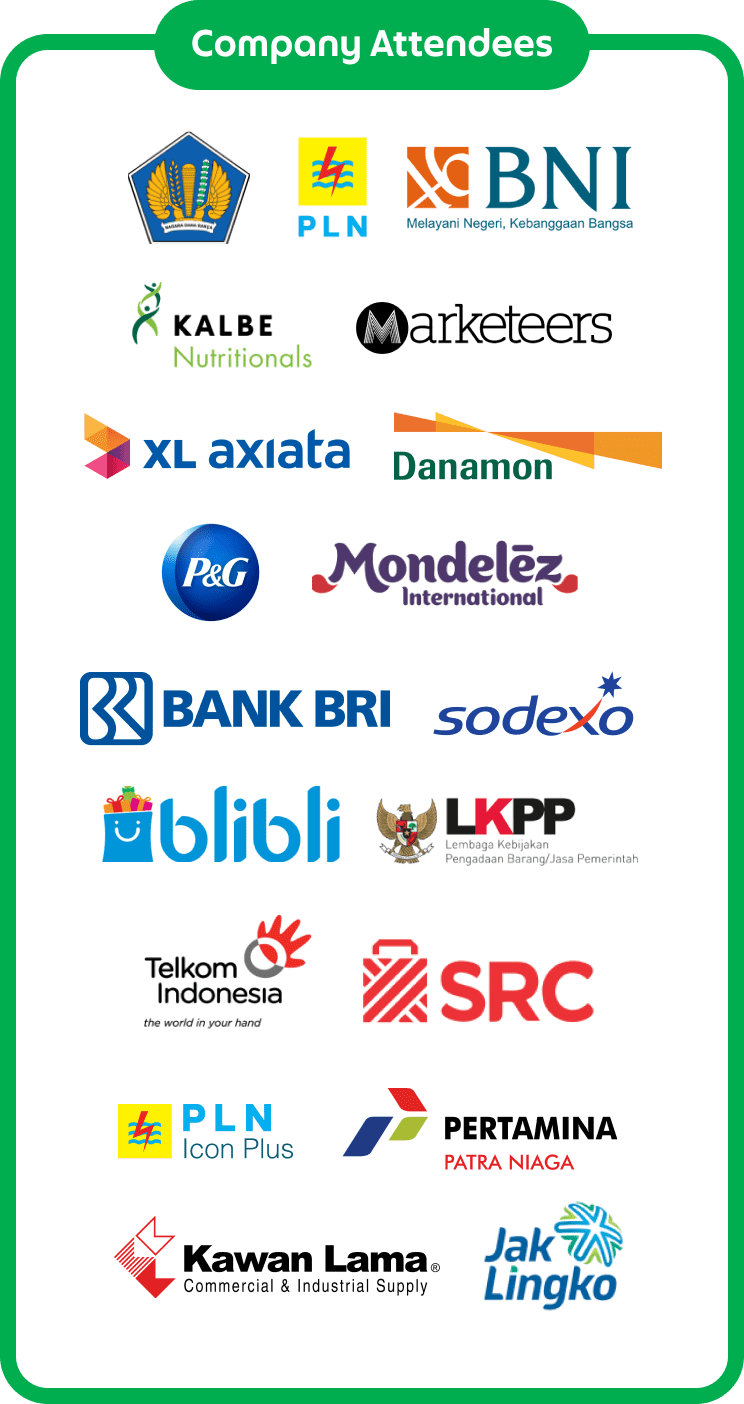 Company Attendees
NAGARA DANA RAKÇA
PLN
BNI
Melayani Negeri, Kebanggaan Bangsa
KALBE
Nutritionals
Marketeers
XL axiata
Danamon
P&G
Mondelēz
International
BANK BRI
sodexo
blibli
LKPP
Lembaga Kebijakan
Pengadaan Barang/Jasa Pemerintah
Telkom
Indonesia
the world in your hand
SRC
PLN
Icon Plus
PERTAMINA
PATRA NIAGA
Kawan Lama®
Commercial & Industrial Supply
Jak
Lingko